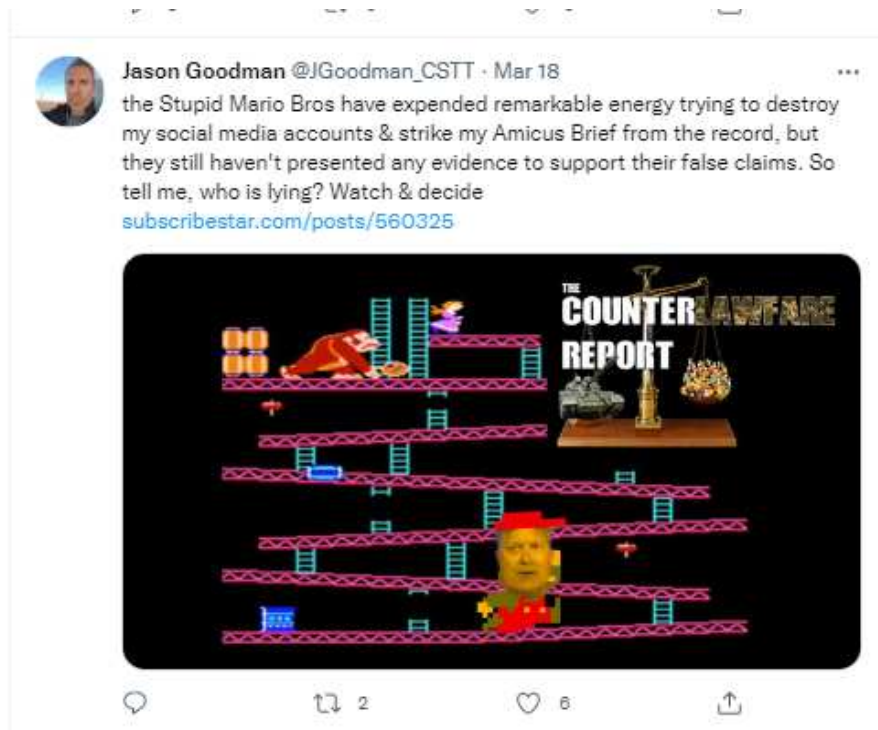 Jason Goodman @JGoodman_CSTT · Mar 18
the Stupid Mario Bros have expended remarkable energy trying to destroy
my social media accounts & strike my Amicus Brief from the record, but
they still haven't presented any evidence to support their false claims. So
tell me, who is lying? Watch & decide
subscribestar.com/posts/560325
THE
COUNTERLAWFARE
REPORT
2 6